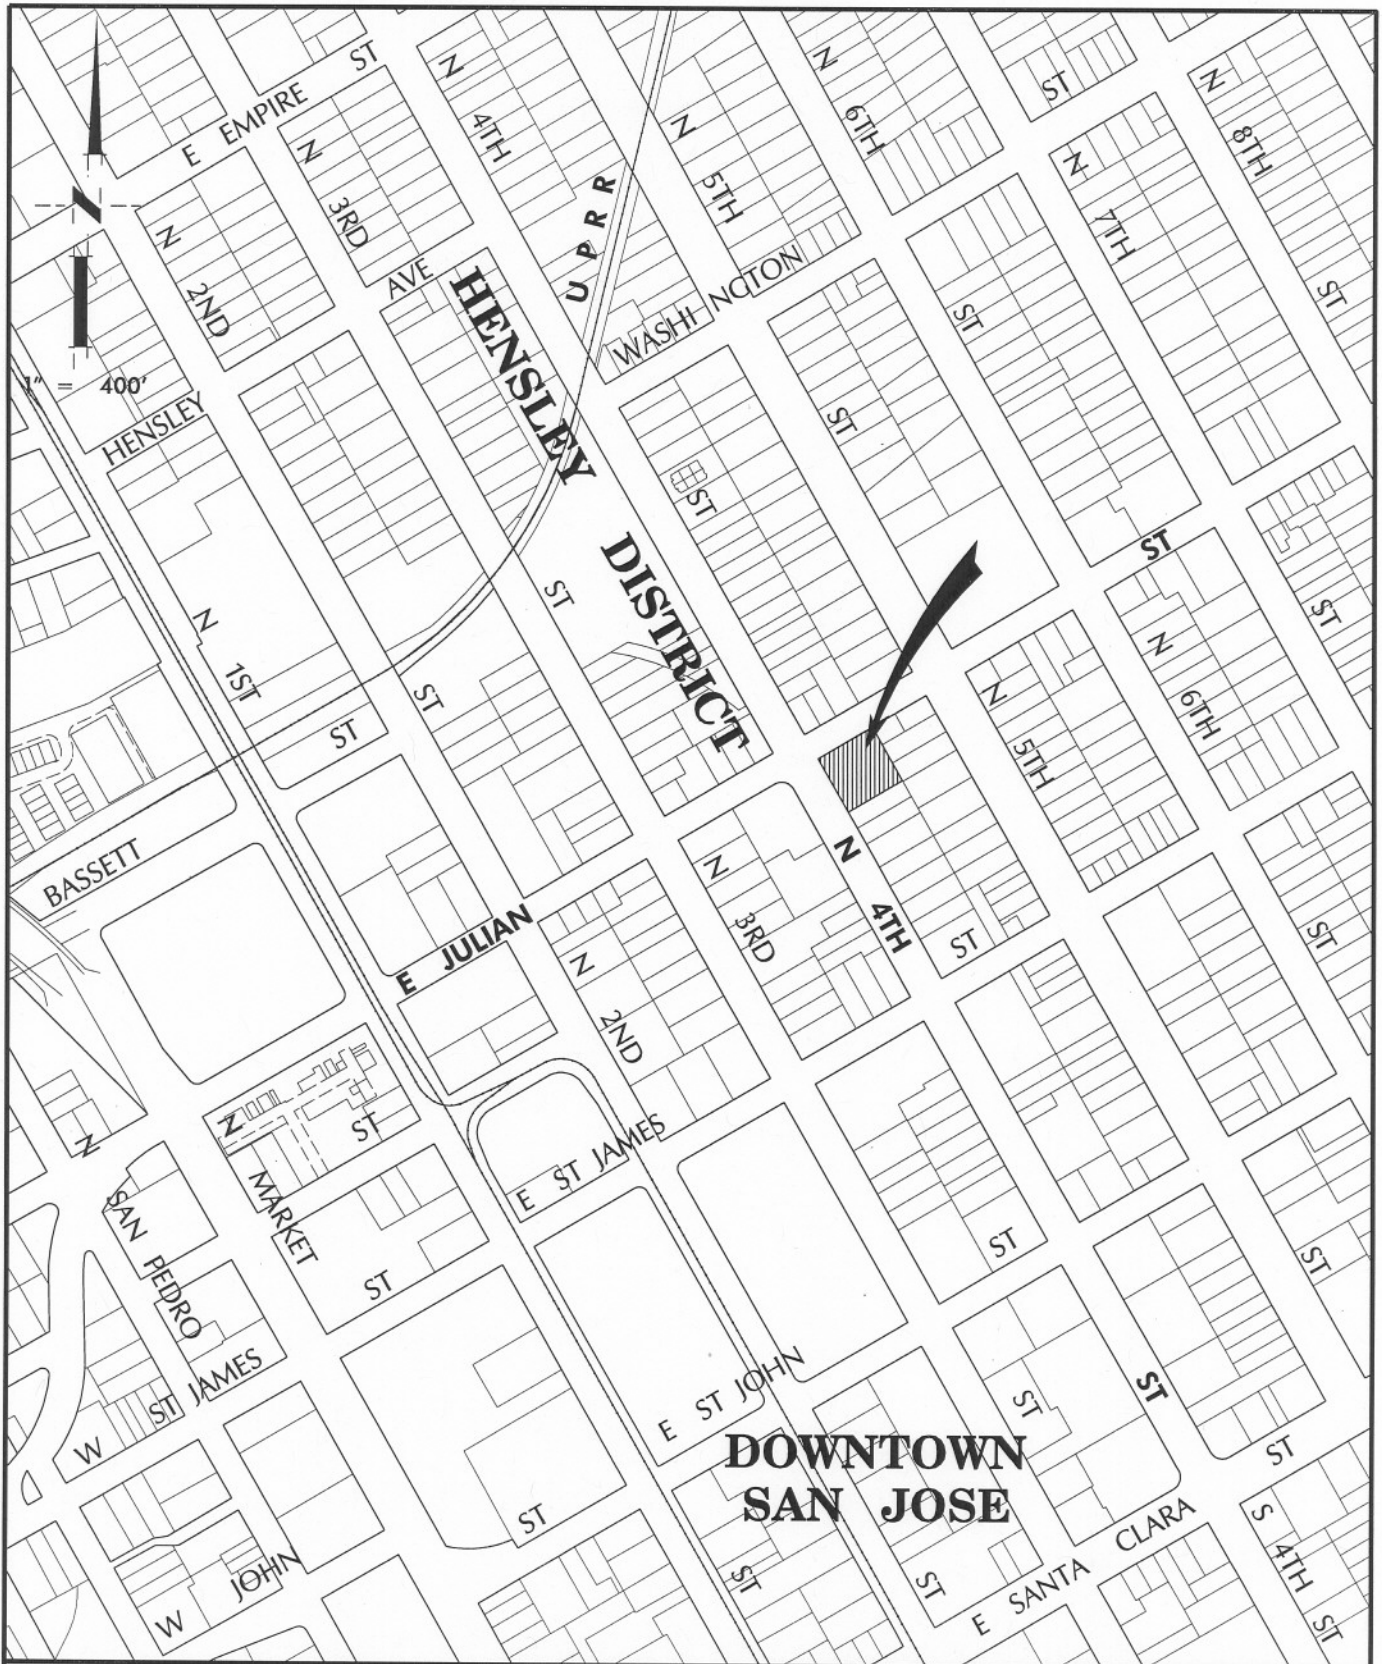 ST
E EMPIRE
N
4TH
N
3RD
N
2ND
AVE
HENSLEY
1" = 400'
N
U P R R
N
5TH
N
6TH
ST
N
7TH
N
8TH
ST
WASHINGTON
ST
ST
ST
HENSLEY
DISTRICT
ST
ST
N
1ST
ST
ST
ST
N
5TH
N
6TH
ST
BASSETT
E JULIAN
N
3RD
N
4TH
ST
ST
N
2ND
N
MARKET
ST
N
SAN PEDRO
E ST JAMES
ST
ST
ST
W ST JAMES
E ST JOHN
ST
ST
DOWNTOWN
SAN JOSE
ST
ST
W JOHN
ST
ST
E SANTA CLARA
S 4TH ST